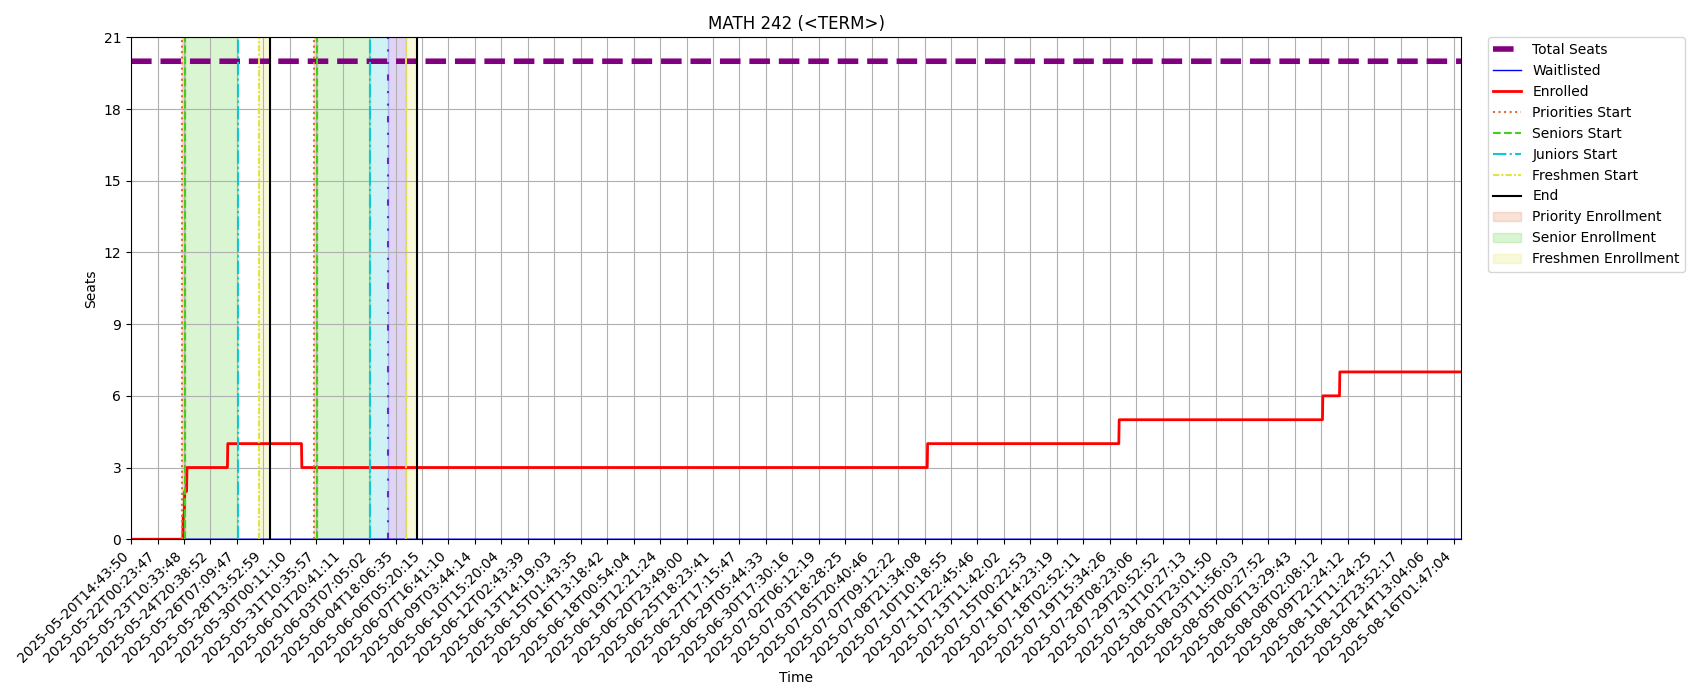 MATH 242 (<TERM>)
21
18
15
12
9
6
3
0
Seats
2025-05-20T14:43:50
2025-05-22T00:23:47
2025-05-23T10:33:48
2025-05-24T20:38:52
2025-05-26T07:09:47
2025-05-28T13:52:59
2025-05-30T00:11:10
2025-05-31T10:35:57
2025-06-01T20:41:11
2025-06-03T07:05:02
2025-06-04T18:06:35
2025-06-06T05:20:15
2025-06-07T16:41:10
2025-06-09T03:44:14
2025-06-10T15:20:04
2025-06-12T02:43:39
2025-06-13T14:19:03
2025-06-15T01:43:35
2025-06-16T13:18:42
2025-06-18T00:54:04
2025-06-19T12:21:24
2025-06-20T23:49:00
2025-06-25T18:23:41
2025-06-27T17:15:47
2025-06-29T05:44:33
2025-06-30T17:30:16
2025-07-02T06:12:19
2025-07-03T18:28:25
2025-07-05T20:40:46
2025-07-07T09:12:22
2025-07-08T21:34:08
2025-07-10T10:18:55
2025-07-11T22:45:46
2025-07-13T11:42:02
2025-07-15T00:22:53
2025-07-16T14:23:19
2025-07-18T02:52:11
2025-07-19T15:34:26
2025-07-28T08:23:06
2025-07-29T20:52:52
2025-07-31T10:27:13
2025-08-01T23:01:50
2025-08-03T11:56:03
2025-08-05T00:27:52
2025-08-06T13:29:43
2025-08-08T02:08:12
2025-08-09T22:24:12
2025-08-11T11:24:25
2025-08-12T23:52:17
2025-08-14T13:04:06
2025-08-16T01:47:04
Time
Total Seats
Waitlisted
Enrolled
Priorities Start
Seniors Start
Juniors Start
Freshmen Start
End
Priority Enrollment
Senior Enrollment
Freshmen Enrollment